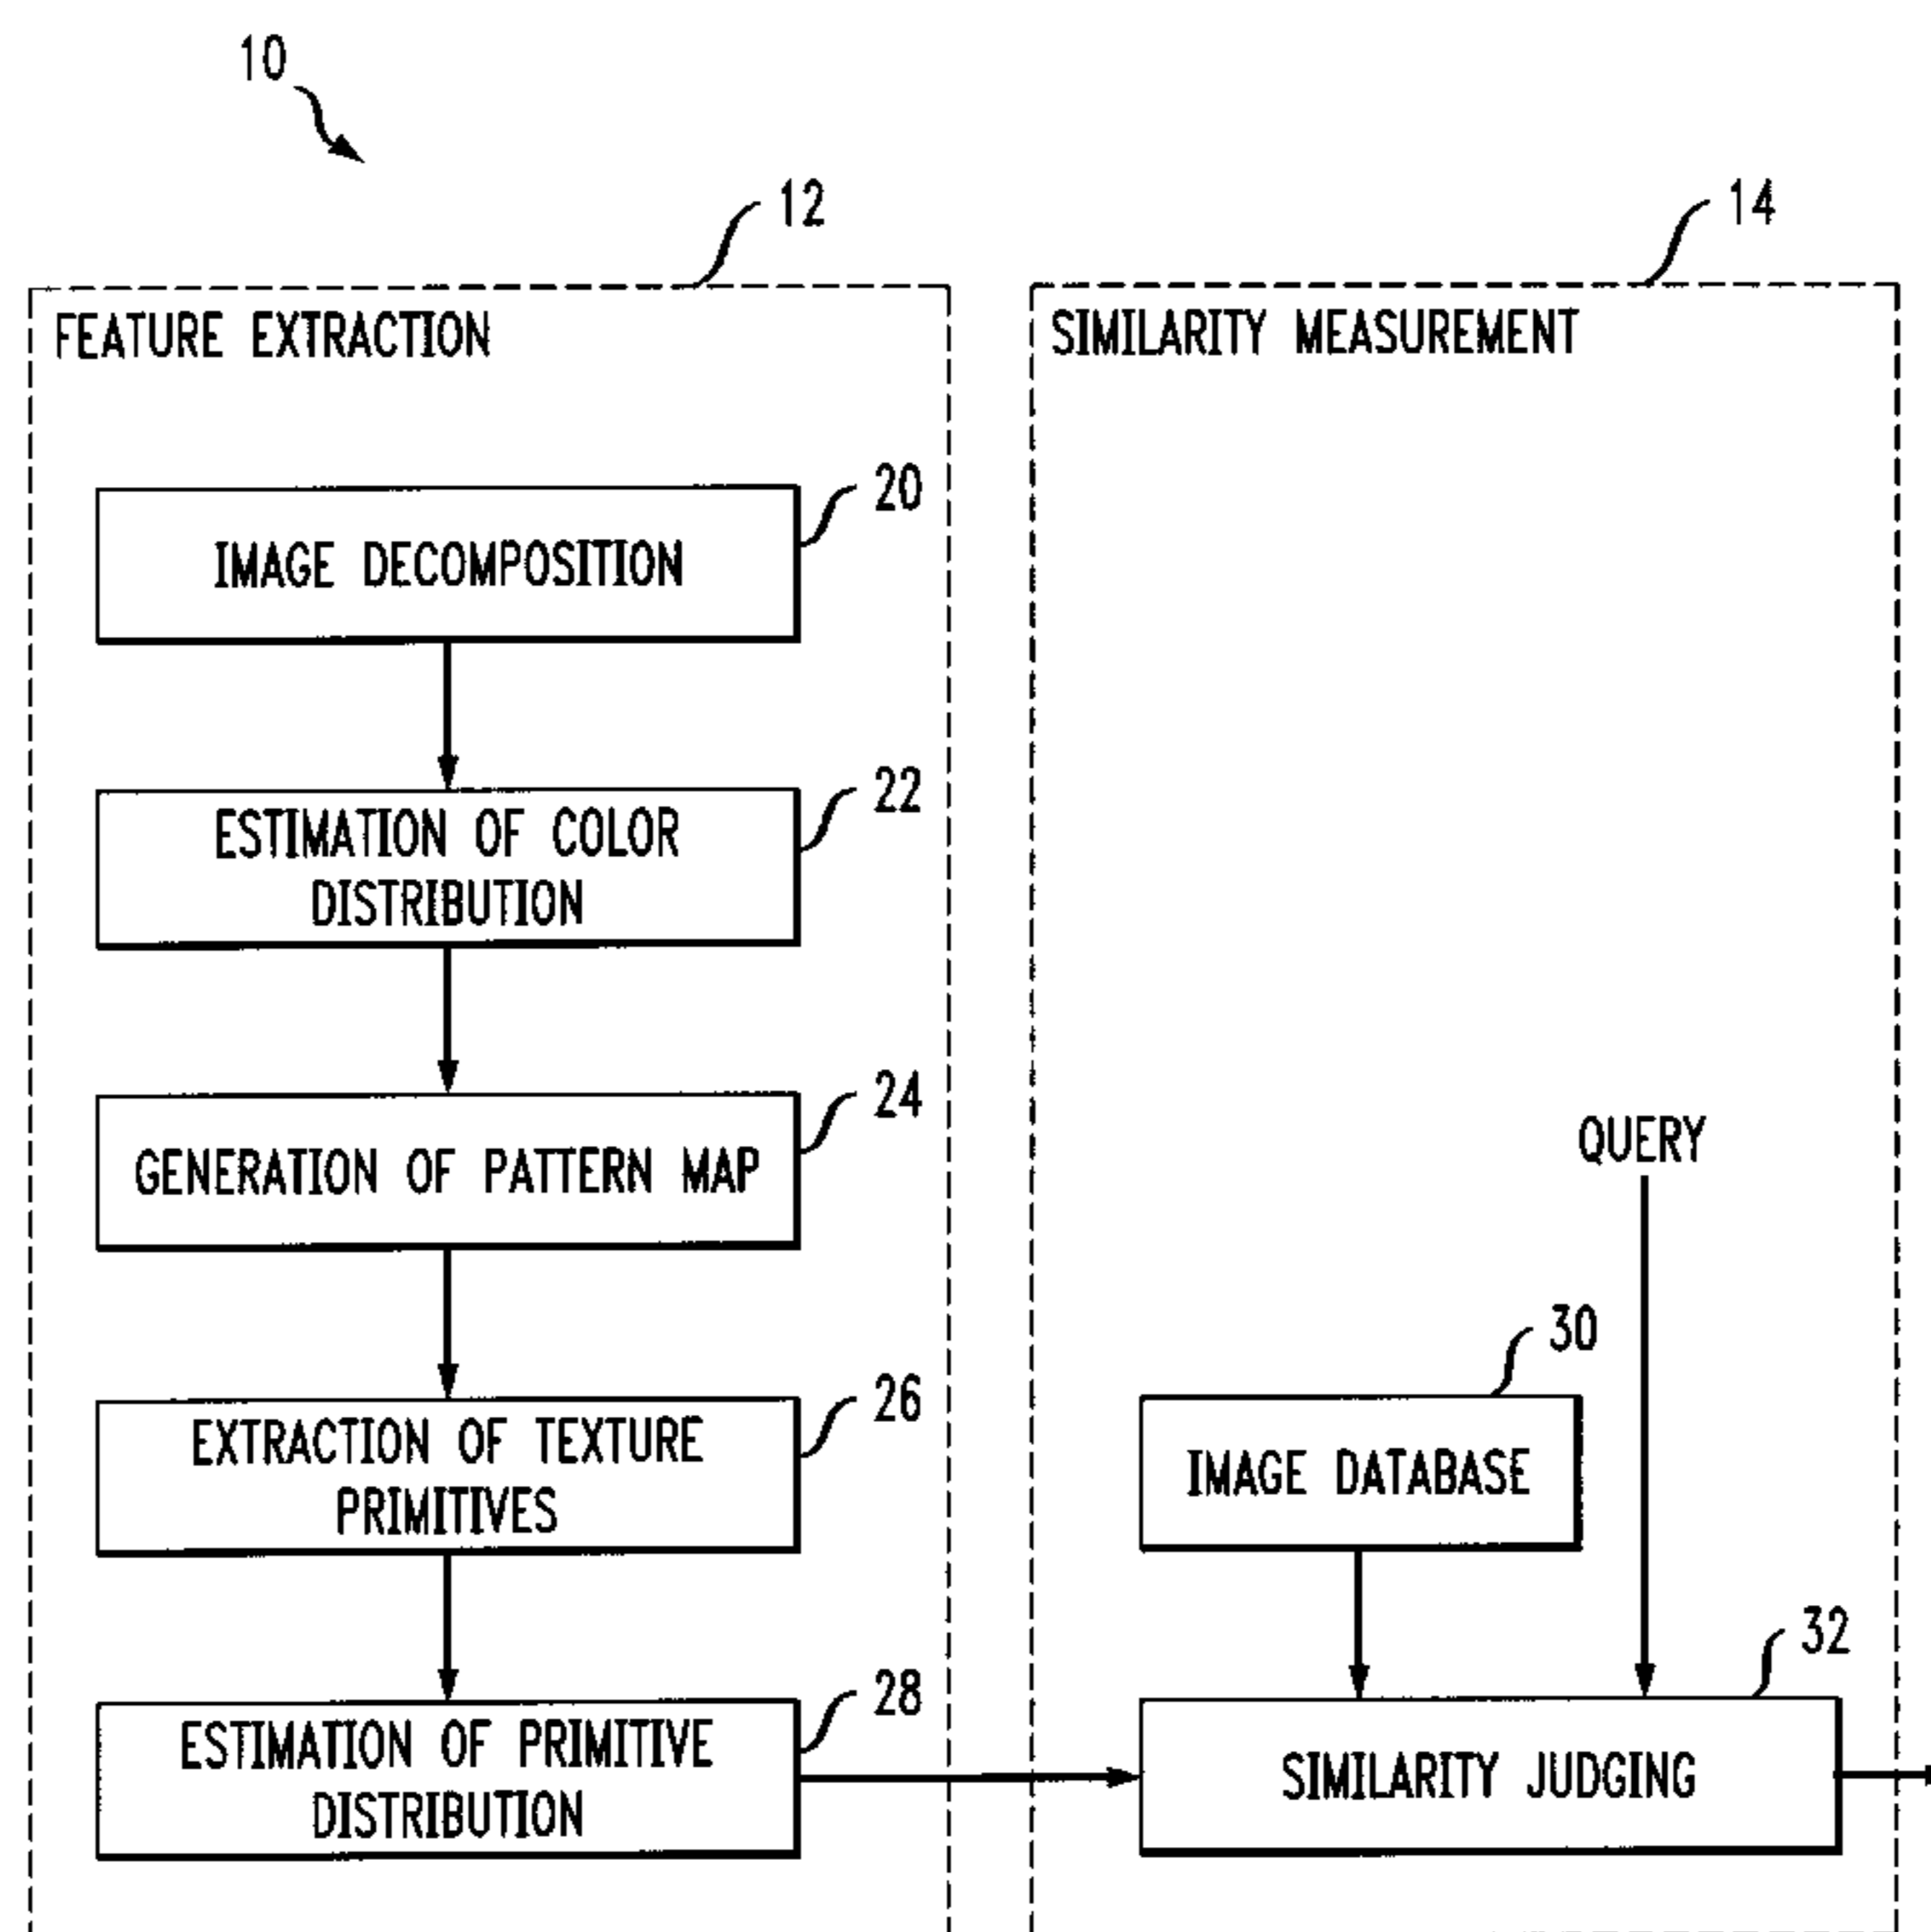 10
12
14
FEATURE EXTRACTION
SIMILARITY MEASUREMENT
20
IMAGE DECOMPOSITION
22
ESTIMATION OF COLOR
DISTRIBUTION
24
GENERATION OF PATTERN MAP
QUERY
30
26
EXTRACTION OF TEXTURE
PRIMITIVES
IMAGE DATABASE
32
28
ESTIMATION OF PRIMITIVE
DISTRIBUTION
SIMILARITY JUDGING